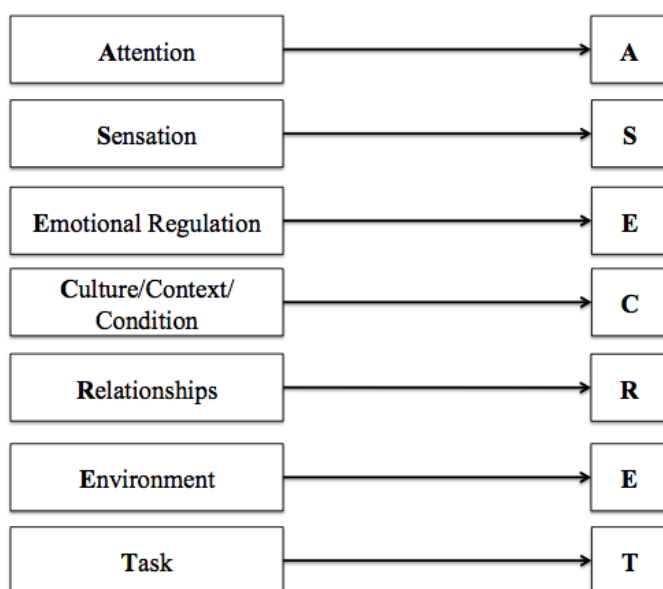 Attention A
Sensation S
Emotional Regulation E
Culture/Context/
Condition C
Relationships R
Environment E
Task T